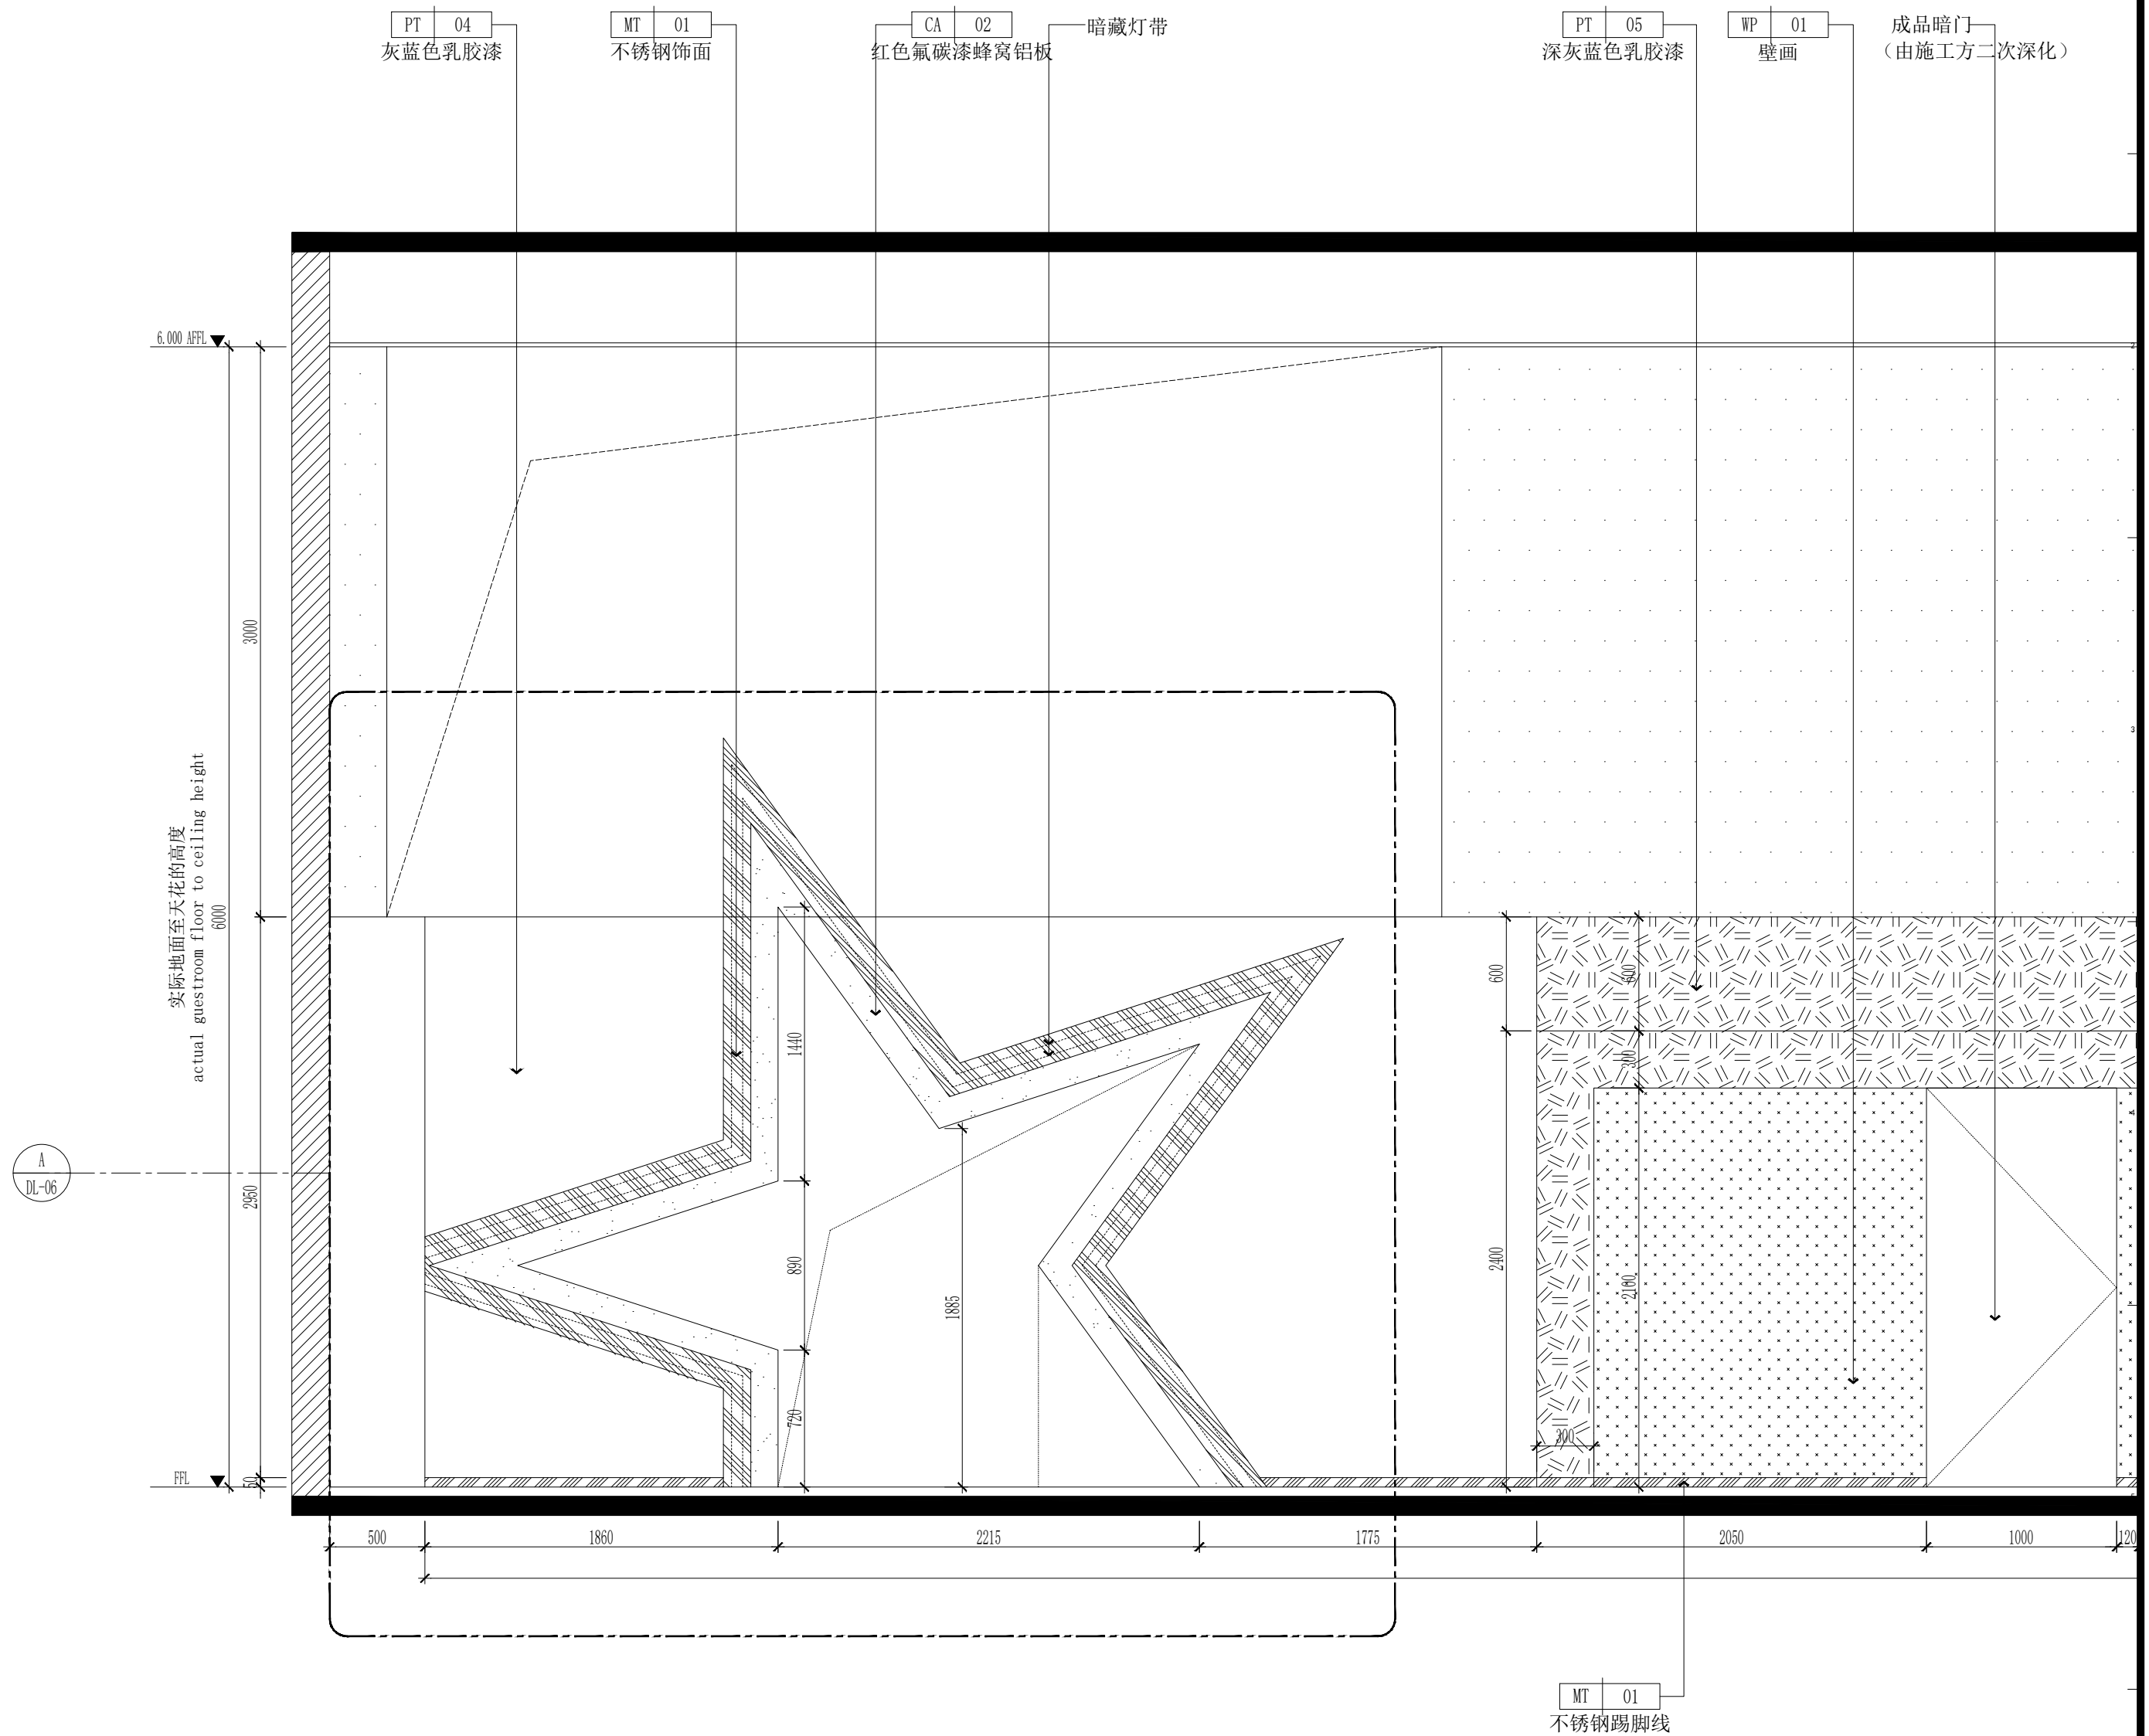 PT 04
灰蓝色乳胶漆
MT 01
不锈钢饰面
CA 02
红色氟碳漆蜂窝铝板
暗藏灯带
PT 05
深灰蓝色乳胶漆
WP 01
壁画
成品暗门
（由施工方二次深化）
6.000 AFFL
3000
实际地面至天花的高度
actual guestroom floor to ceiling height
6000
2950
50
FFL
A
DL-06
1440
890
720
1885
600
2400
600
300
2100
300
2
3
4
5
500
1860
2215
1775
2050
1000
120
MT 01
不锈钢踢脚线